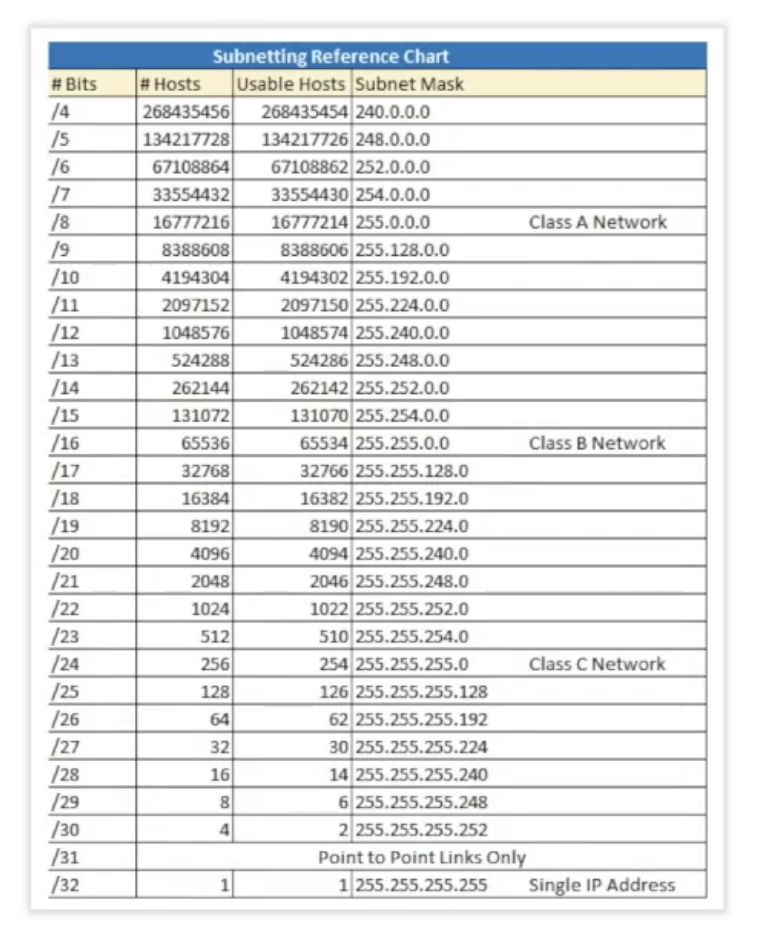 Subnetting Reference Chart
# Bits # Hosts Usable Hosts Subnet Mask
/4 268435456 268435454 240.0.0.0
/5 134217728 134217726 248.0.0.0
/6 67108864 67108862 252.0.0.0
/7 33554432 33554430 254.0.0.0
/8 16777216 16777214 255.0.0.0 Class A Network
/9 8388608 8388606 255.128.0.0
/10 4194304 4194302 255.192.0.0
/11 2097152 2097150 255.224.0.0
/12 1048576 1048574 255.240.0.0
/13 524288 524286 255.248.0.0
/14 262144 262142 255.252.0.0
/15 131072 131070 255.254.0.0
/16 65536 65534 255.255.0.0 Class B Network
/17 32768 32766 255.255.128.0
/18 16384 16382 255.255.192.0
/19 8192 8190 255.255.224.0
/20 4096 4094 255.255.240.0
/21 2048 2046 255.255.248.0
/22 1024 1022 255.255.252.0
/23 512 510 255.255.254.0
/24 256 254 255.255.255.0 Class C Network
/25 128 126 255.255.255.128
/26 64 62 255.255.255.192
/27 32 30 255.255.255.224
/28 16 14 255.255.255.240
/29 8 6 255.255.255.248
/30 4 2 255.255.255.252
/31 Point to Point Links Only
/32 1 1 255.255.255.255 Single IP Address